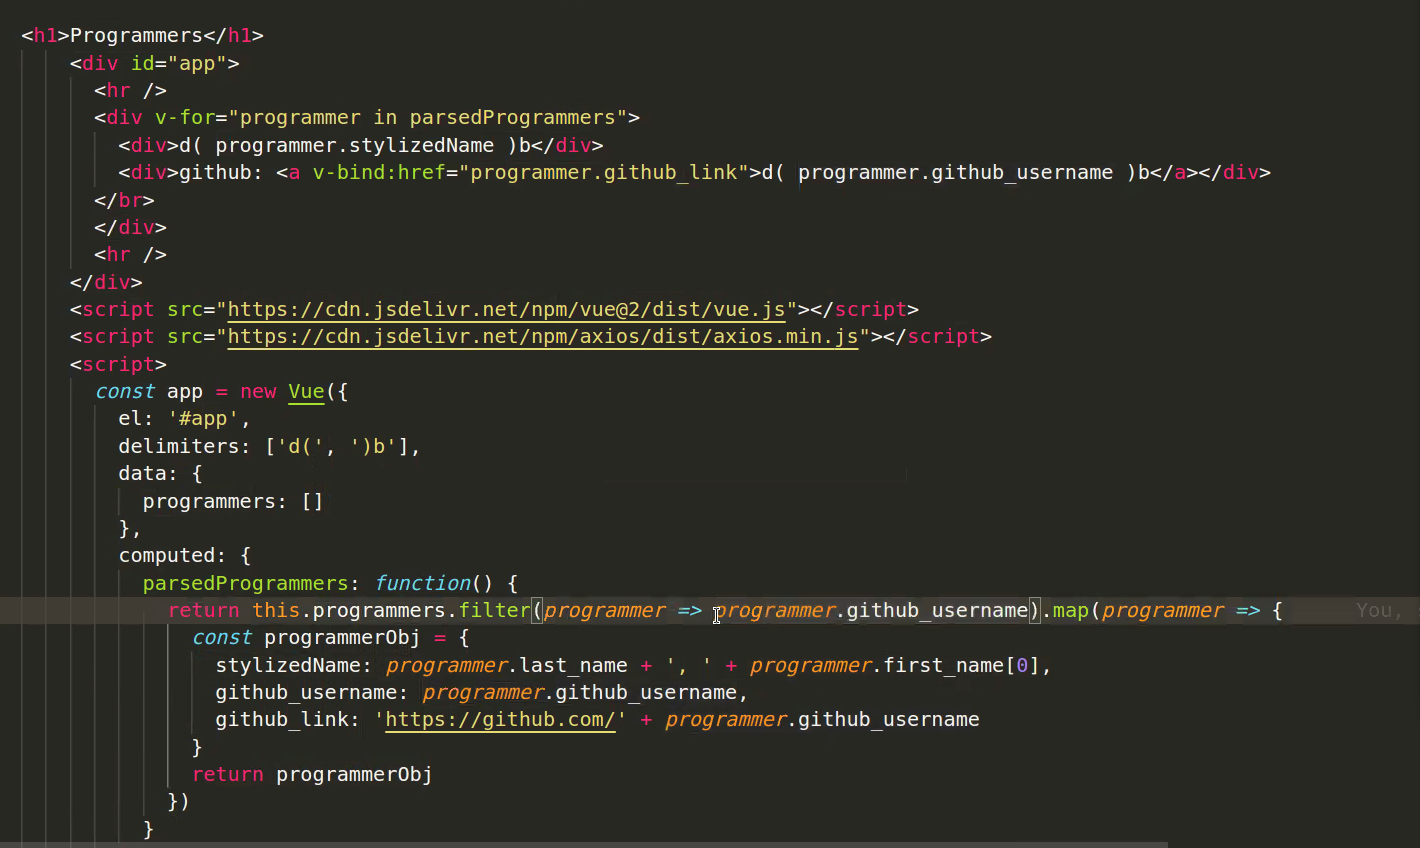 <h1>Programmers</h1>
<div id="app">
<hr />
<div v-for="programmer in parsedProgrammers">
<div>d( programmer.stylizedName )b</div>
<div>github: <a v-bind:href="programmer.github_link">d( programmer.github_username )b</a></div>
</br>
</div>
<hr />
</div>
<script src="https://cdn.jsdelivr.net/npm/vue@2/dist/vue.js"></script>
<script src="https://cdn.jsdelivr.net/npm/axios/dist/axios.min.js"></script>
<script>
const app = new Vue({
el: '#app',
delimiters: ['d(', ')b'],
data: {
programmers: []
},
computed: {
parsedProgrammers: function() {
return this.programmers.filter(programmer => programmer.github_username).map(programmer => { You,
const programmerObj = {
stylizedName: programmer.last_name + ', ' + programmer.first_name[0],
github_username: programmer.github_username,
github_link: 'https://github.com/' + programmer.github_username
}
return programmerObj
})
}